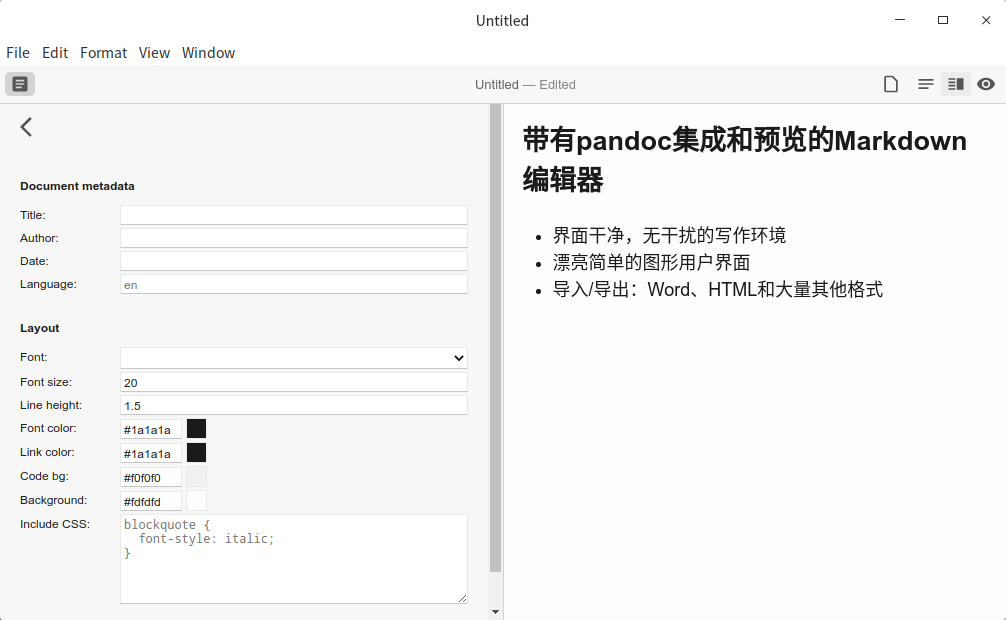 Untitled
File Edit Format View Window
Untitled — Edited
Document metadata
Title:
Author:
Date:
Language: en
Layout
Font:
Font size: 20
Line height: 1.5
Font color: #1a1a1a
Link color: #1a1a1a
Code bg: #f0f0f0
Background: #fdfdfd
Include CSS: blockquote {
font-style: italic;
}
带有pandoc集成和预览的Markdown
编辑器
界面干净，无干扰的写作环境
漂亮简单的图形用户界面
导入/导出：Word、HTML和大量其他格式